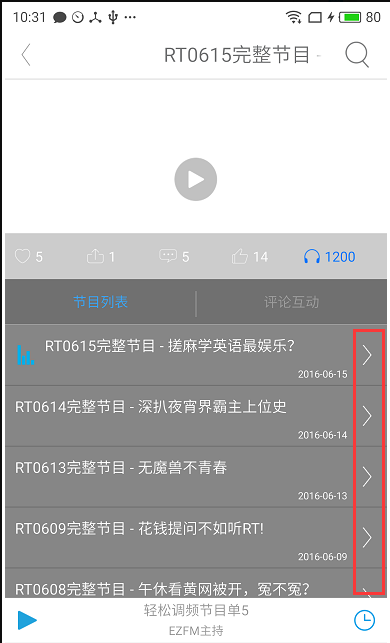 10:31 80
RT0615完整节目 -
5 1 5 14 1200
节目列表 评论互动
RT0615完整节目 - 搓麻学英语最娱乐？
2016-06-15
RT0614完整节目 - 深扒夜宵界霸主上位史
2016-06-14
RT0613完整节目 - 无魔兽不青春
2016-06-13
RT0609完整节目 - 花钱提问不如听RT!
2016-06-09
RT0608完整节目 - 午休看黄网被开，冤不冤？
轻松调频节目单5
EZFM主持